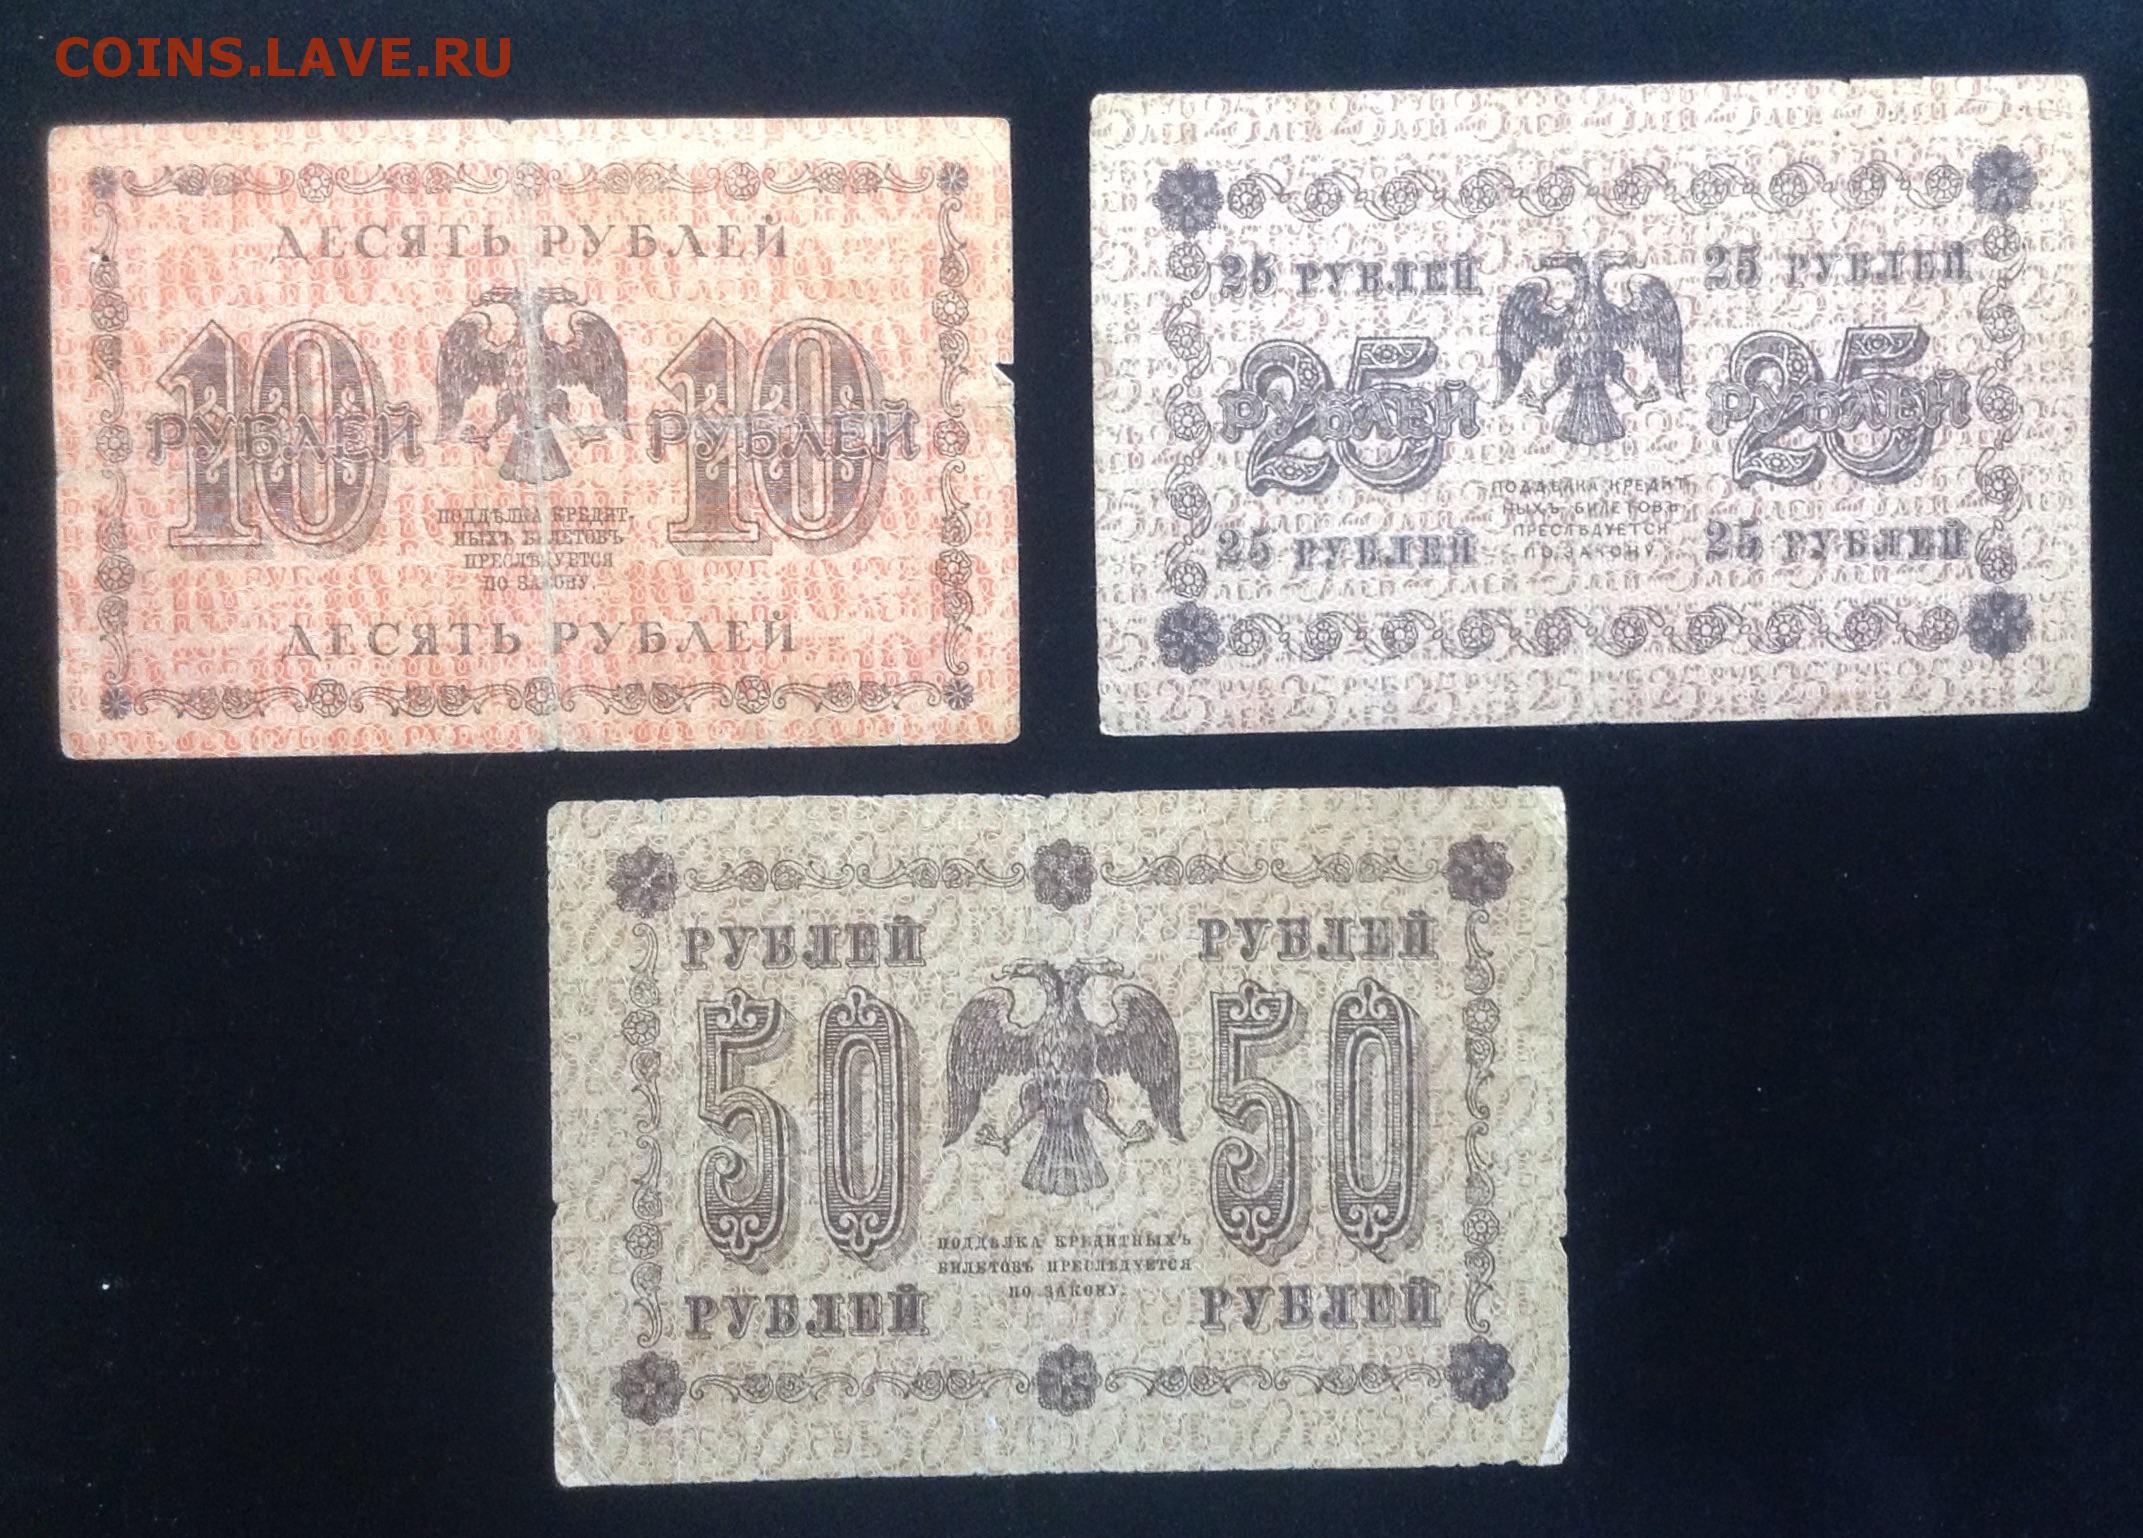 COINS.LAVE.RU
ДЕСЯТЬ РУБЛЕЙ
10 10
РУБЛЕЙ РУБЛЕЙ
ПОДДѢЛКА КРЕДИТ-
НЫХЪ БИЛЕТОВЪ
ПРЕСЛѢДУЕТСЯ
ПО ЗАКОНУ.
ДЕСЯТЬ РУБЛЕЙ
25 РУБЛЕЙ 25 РУБЛЕЙ
25 25
РУБЛЕЙ РУБЛЕЙ
ПОДДѢЛКА КРЕДИТ-
НЫХЪ БИЛЕТОВЪ
ПРЕСЛѢДУЕТСЯ
ПО ЗАКОНУ.
25 РУБЛЕЙ 25 РУБЛЕЙ
РУБЛЕЙ РУБЛЕЙ
50 50
ПОДДѢЛКА КРЕДИТНЫХЪ
БИЛЕТОВЪ ПРЕСЛѢДУЕТСЯ
ПО ЗАКОНУ.
РУБЛЕЙ РУБЛЕЙ